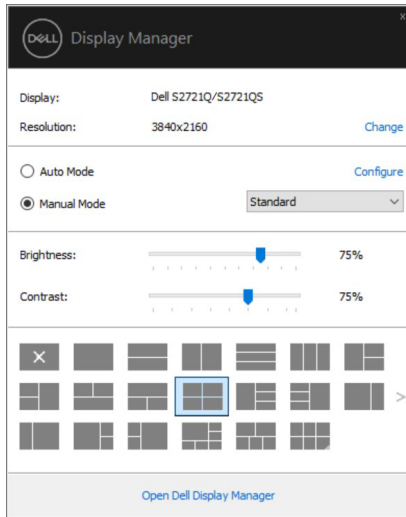 DELL Display Manager
Display: Dell S2721Q/S2721QS
Resolution: 3840x2160 Change
Auto Mode Configure
Manual Mode Standard
Brightness: 75%
Contrast: 75%
Open Dell Display Manager